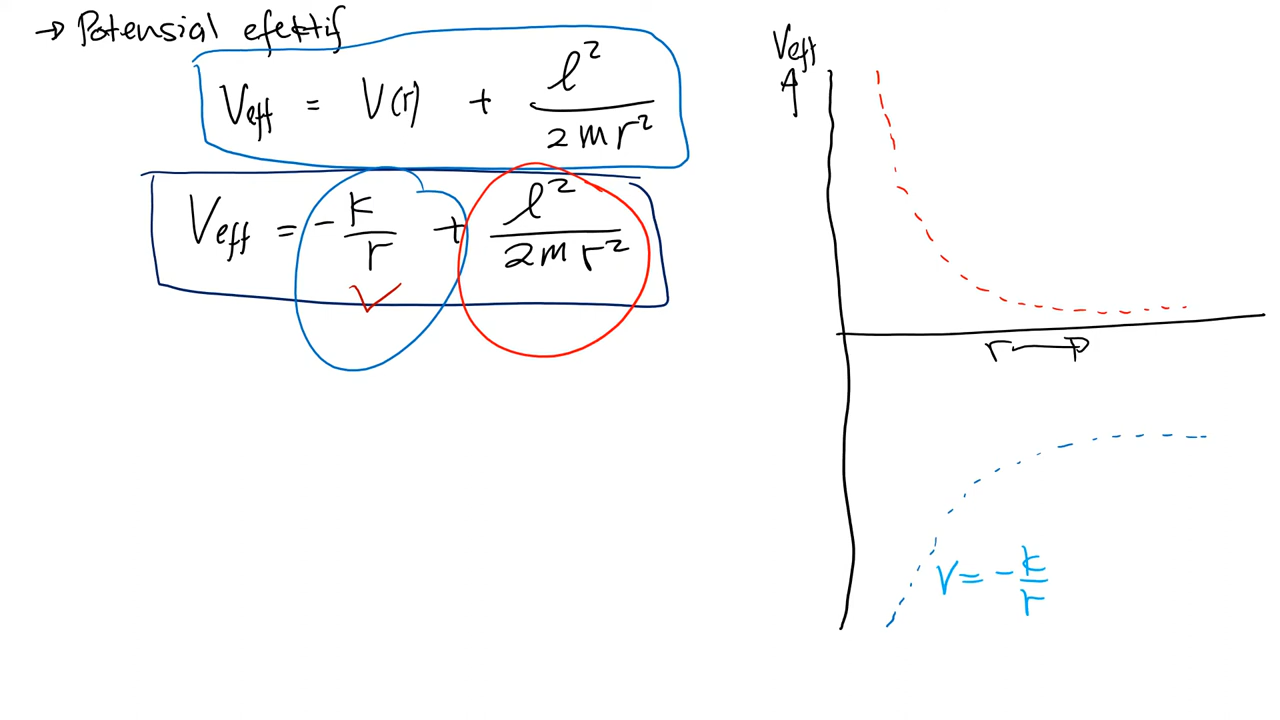 → Potensial efektif
Veff = V(r) + ℓ² / 2mr²
Veff = - k/r + ℓ² / 2mr²
Veff
r →
V = - k/r